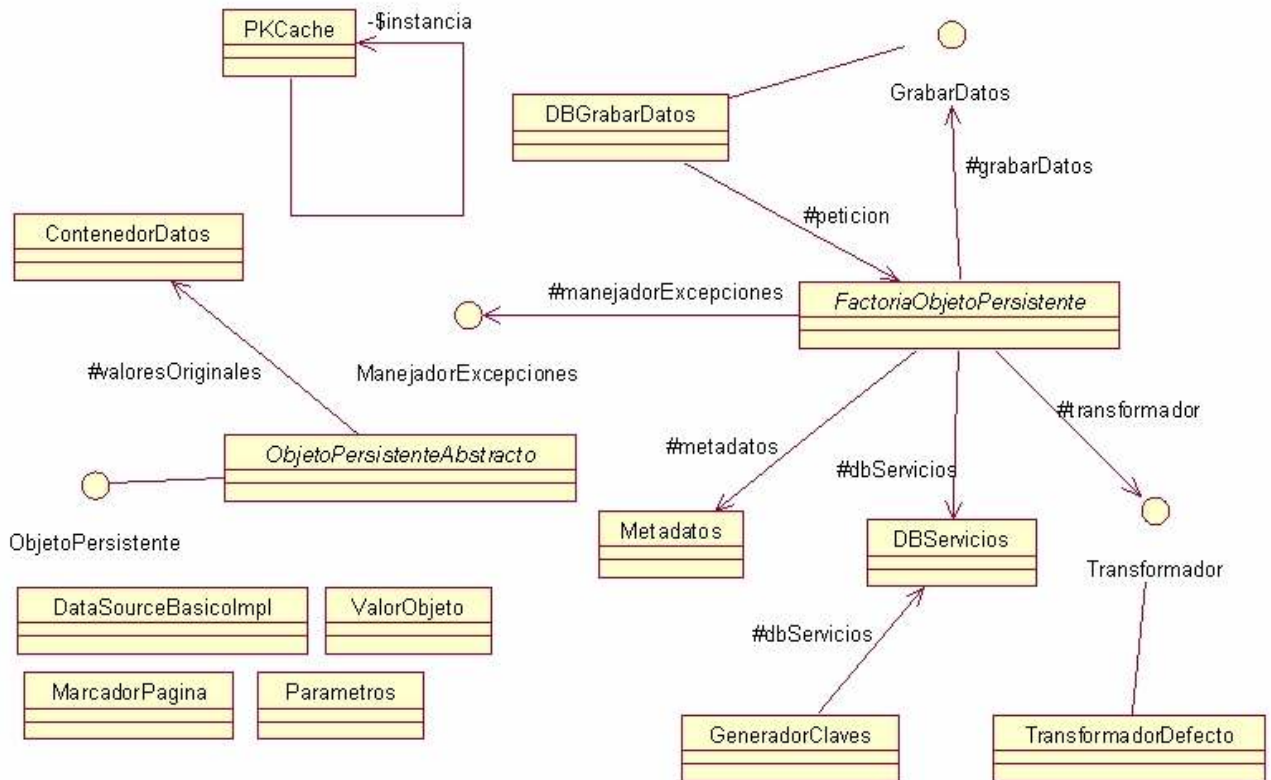 PKCache
-$instancia
GrabarDatos
DBGrabarDatos
#grabarDatos
#peticion
ContenedorDatos
#manejadorExcepciones
FactoriaObjetoPersistente
#valoresOriginales
ManejadorExcepciones
#transformador
ObjetoPersistenteAbstracto
#metadatos
#dbServicios
ObjetoPersistente
Metadatos
DBServicios
Transformador
DataSourceBasicoImpl
ValorObjeto
#dbServicios
MarcadorPagina
Parametros
GeneradorClaves
TransformadorDefecto